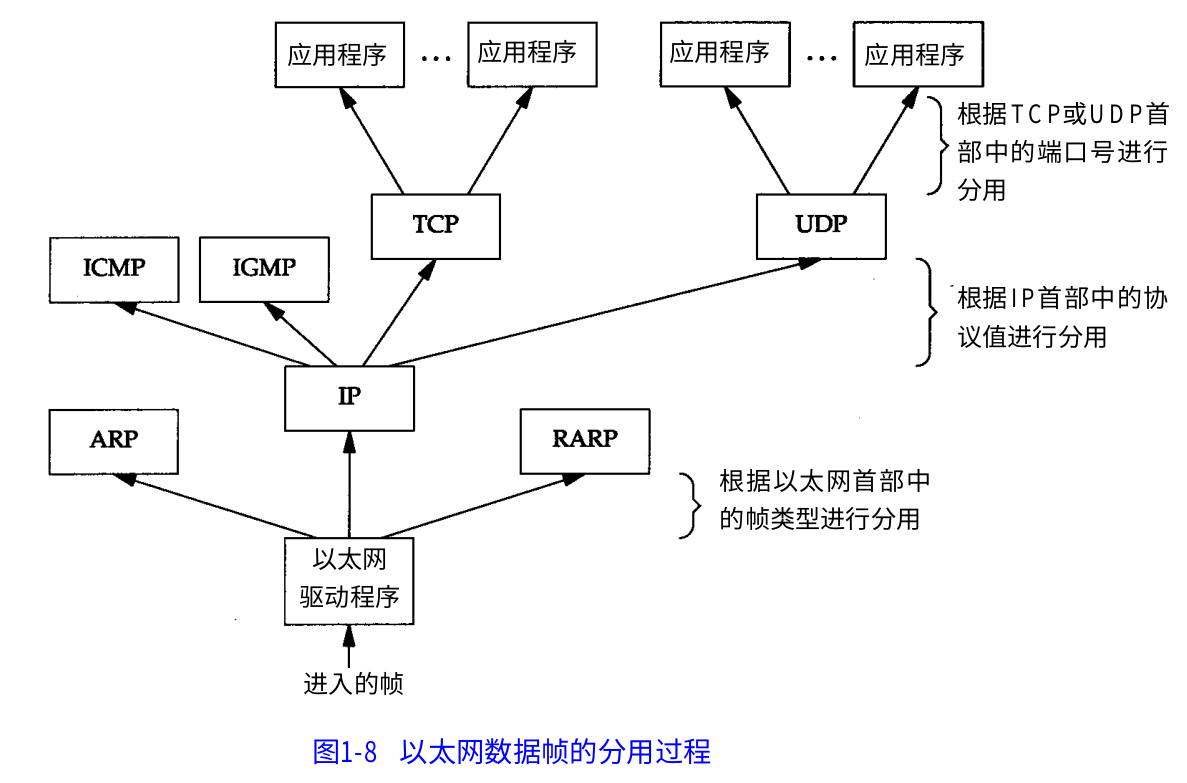 应用程序 … 应用程序 应用程序 … 应用程序
根据TCP或UDP首
部中的端口号进行
分用
TCP UDP
ICMP IGMP
根据IP首部中的协
议值进行分用
IP
ARP RARP
根据以太网首部中
的帧类型进行分用
以太网
驱动程序
进入的帧
图1-8 以太网数据帧的分用过程